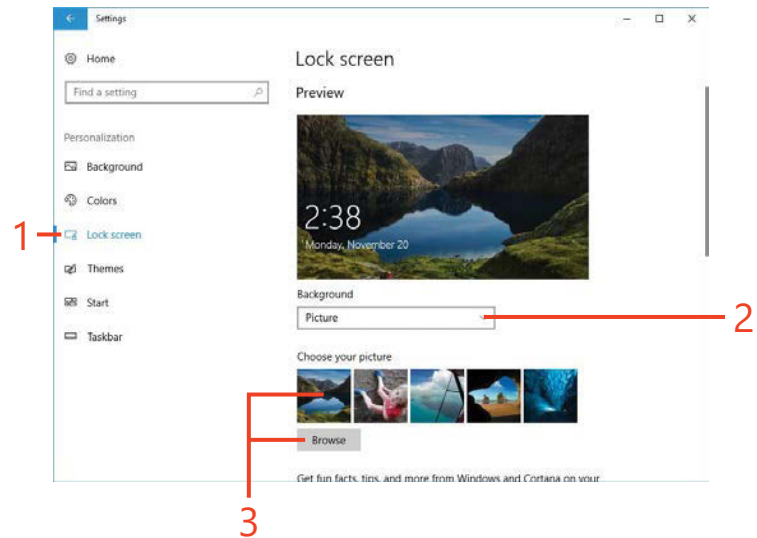 Settings
Home
Lock screen
Find a setting
Preview
Personalization
Background
Colors
2:38
1
Lock screen
Monday, November 20
Themes
Background
Start
Picture
2
Taskbar
Choose your picture
Browse
Get fun facts, tips, and more from Windows and Cortana on your
3